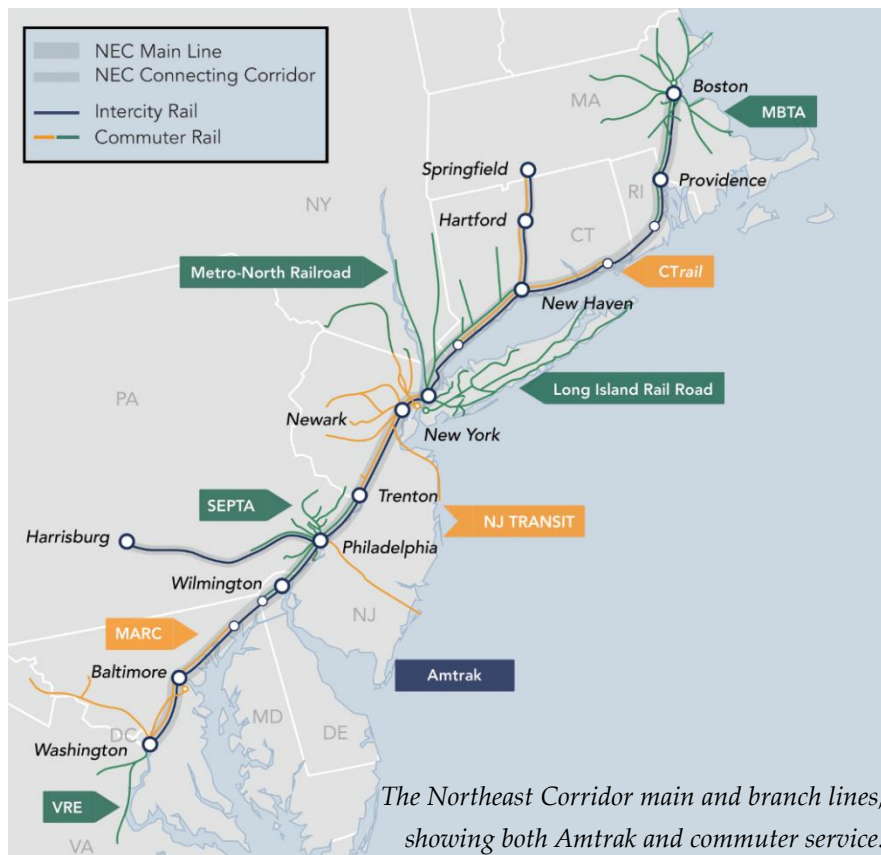 NEC Main Line
NEC Connecting Corridor
Intercity Rail
Commuter Rail
Boston
MA
MBTA
Springfield
Providence
RI
NY
Hartford
CT
Metro-North Railroad
CTrail
New Haven
PA
Long Island Rail Road
Newark
New York
Trenton
SEPTA
NJ TRANSIT
Harrisburg
Philadelphia
Wilmington
NJ
MARC
Baltimore
Amtrak
MD
DE
DC
Washington
VRE
VA
The Northeast Corridor main and branch lines,
showing both Amtrak and commuter service.